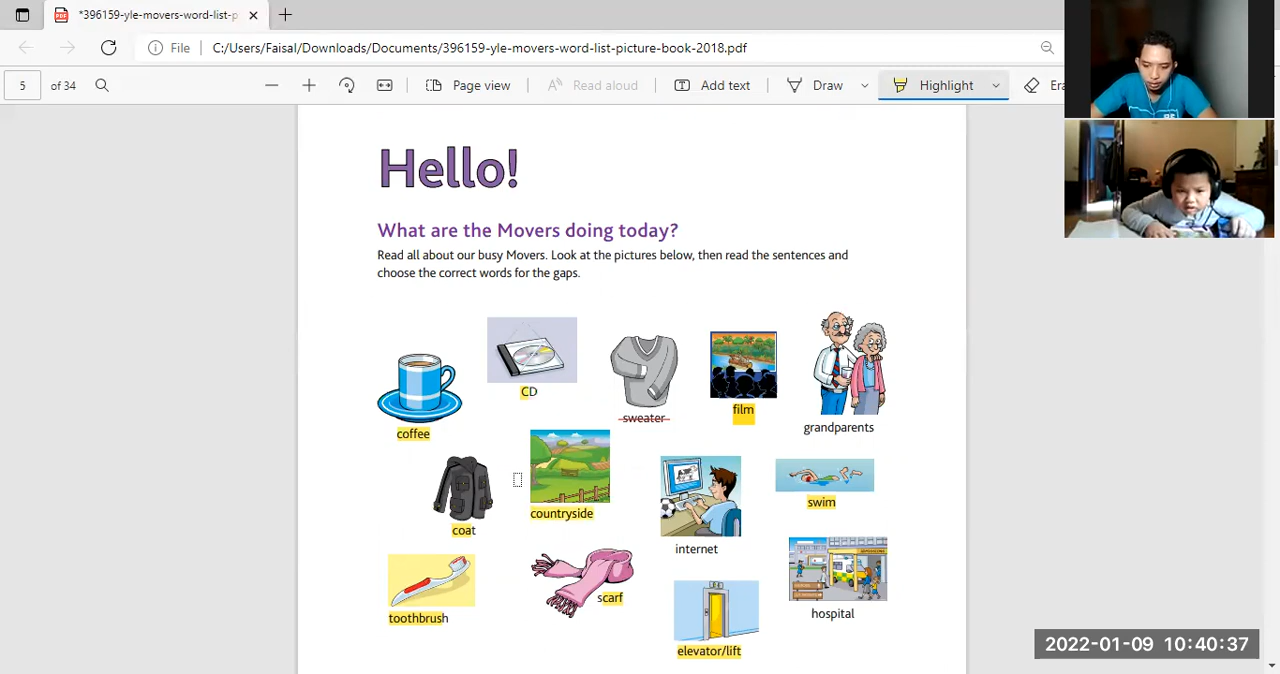 *396159-yle-movers-word-list-p
File
C:/Users/Faisal/Downloads/Documents/396159-yle-movers-word-list-picture-book-2018.pdf
5 of 34
Page view
Read aloud
Add text
Draw
Highlight
Era
Hello!
What are the Movers doing today?
Read all about our busy Movers. Look at the pictures below, then read the sentences and
choose the correct words for the gaps.
coffee
CD
sweater
film
grandparents
coat
countryside
internet
swim
toothbrush
scarf
elevator/lift
hospital
2022-01-09 10:40:37